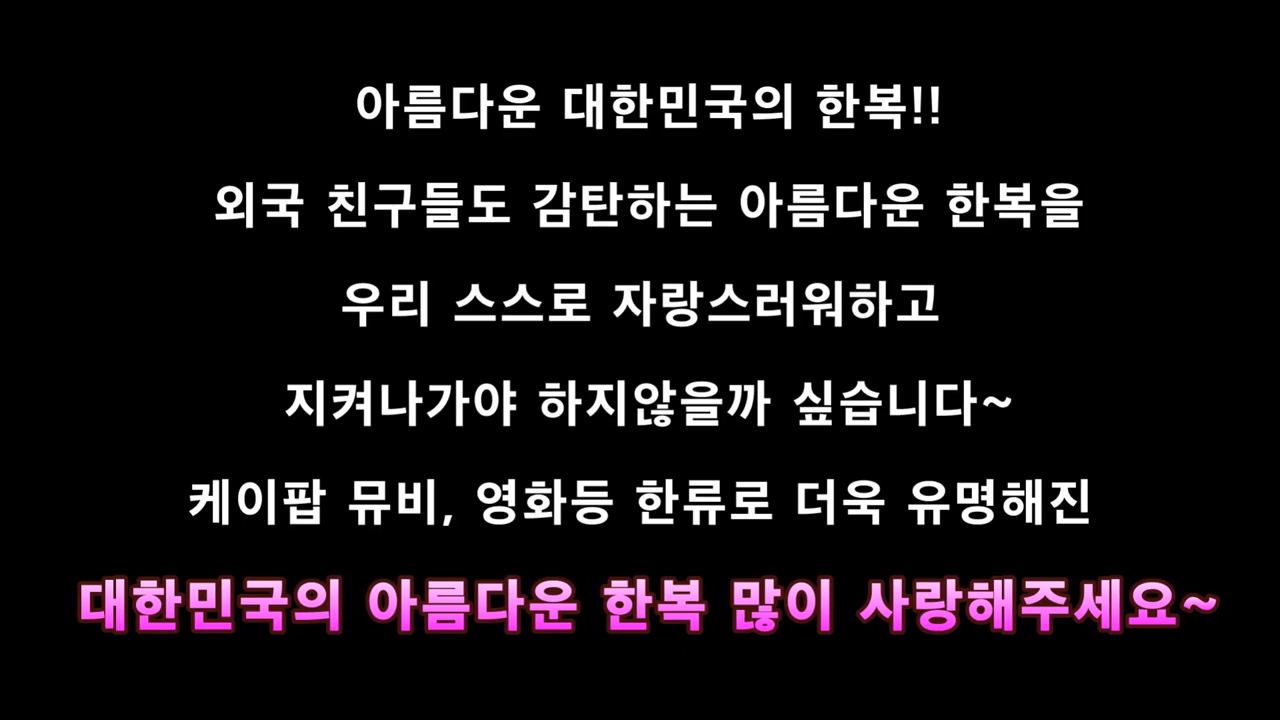 아름다운 대한민국의 한복!!
외국 친구들도 감탄하는 아름다운 한복을
우리 스스로 자랑스러워하고
지켜나가야 하지않을까 싶습니다~
케이팝 뮤비, 영화등 한류로 더욱 유명해진
대한민국의 아름다운 한복 많이 사랑해주세요~